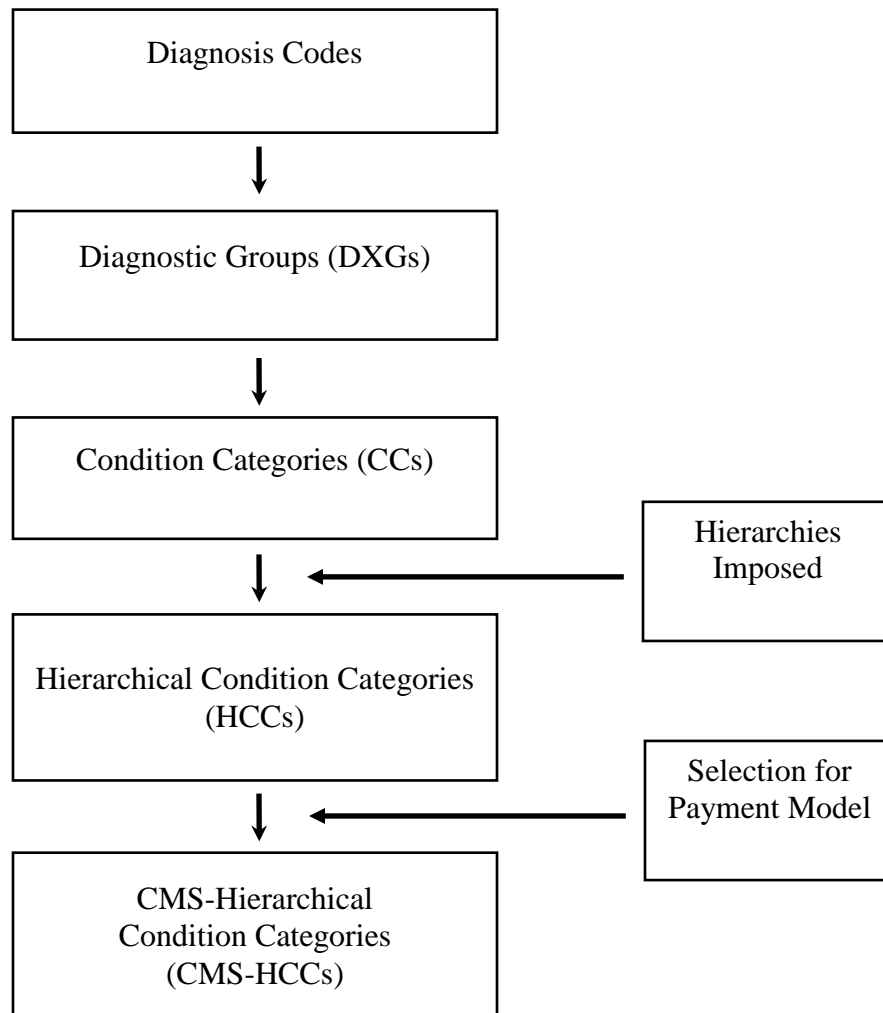 Diagnosis Codes
Diagnostic Groups (DXGs)
Condition Categories (CCs)
Hierarchies
Imposed
Hierarchical Condition Categories
(HCCs)
Selection for
Payment Model
CMS-Hierarchical
Condition Categories
(CMS-HCCs)